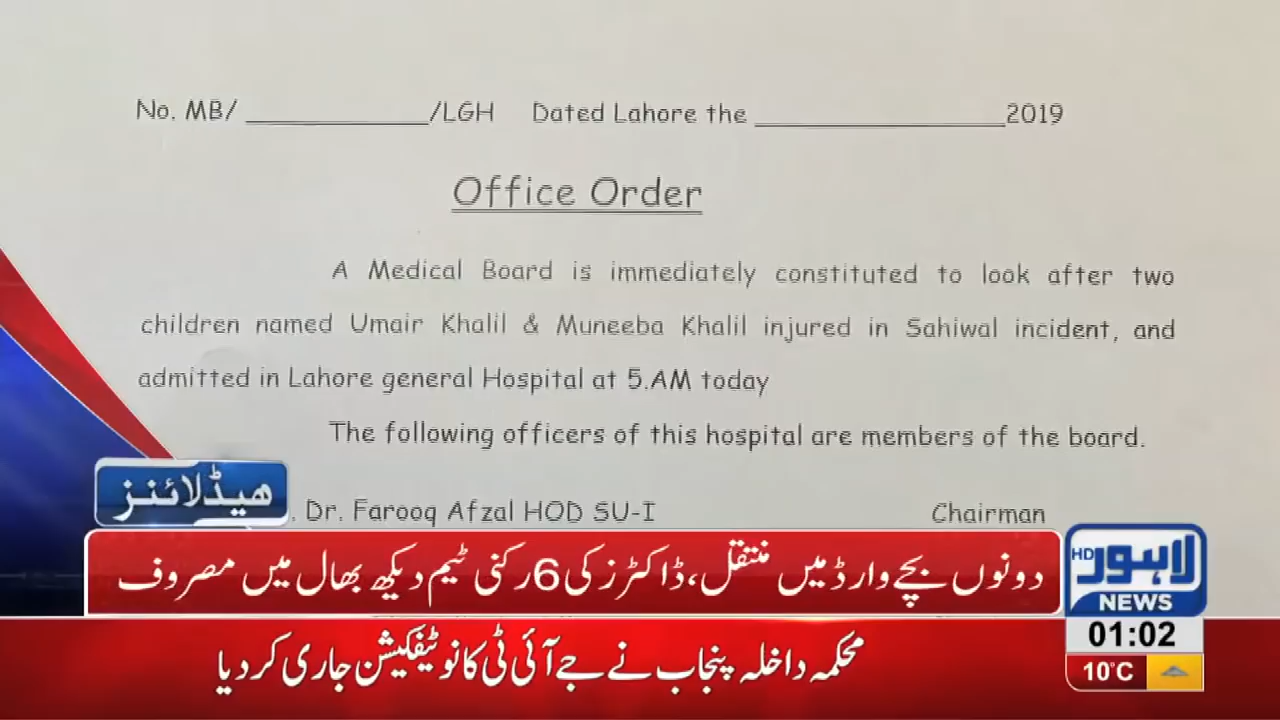 No. MB/ ____________/LGH Dated Lahore the ________________2019
Office Order
A Medical Board is immediately constituted to look after two
children named Umair Khalil & Muneeba Khalil injured in Sahiwal incident, and
admitted in Lahore general Hospital at 5.AM today
The following officers of this hospital are members of the board.
. Dr. Farooq Afzal HOD SU-I Chairman
ہیڈلائنز
دونوں بچے وارڈ میں منتقل، ڈاکٹرز کی 6 رکنی ٹیم دیکھ بھال میں مصروف
HD لاہور
NEWS
01:02
10°C
محکمہ داخلہ پنجاب نے جے آئی ٹی کا نوٹیفکیشن جاری کر دیا